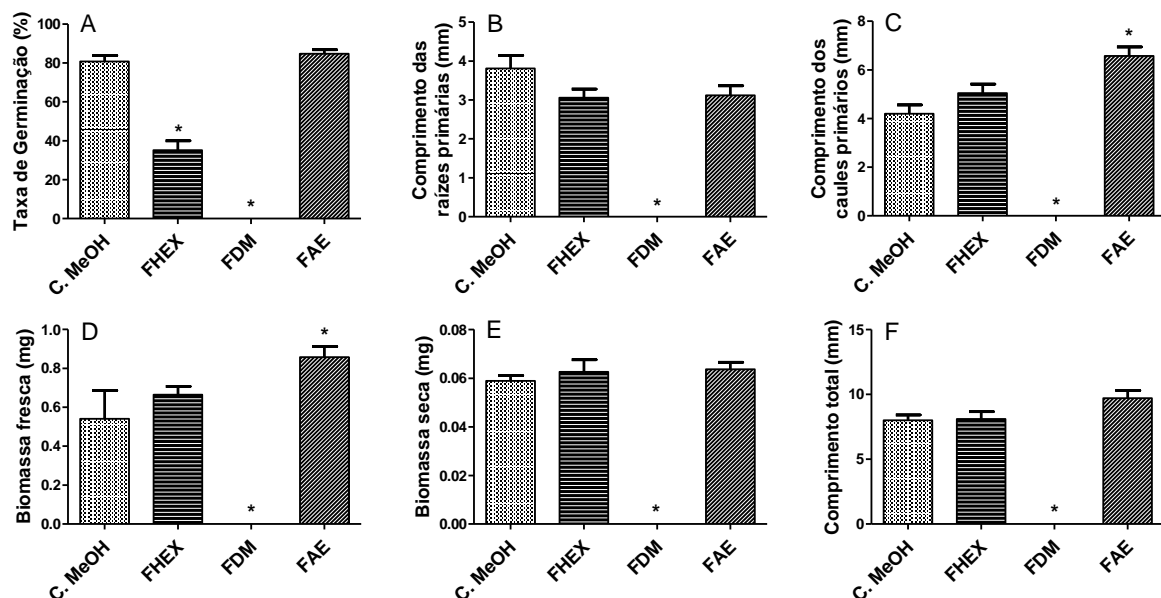 A
Taxa de Germinação (%)
100
80
60
40
20
0
*
*
C. MeOH
FHEX
FDM
FAE
B
Comprimento das
raízes primárias (mm)
5
4
3
2
1
0
*
C. MeOH
FHEX
FDM
FAE
C
Comprimento dos
caules primários (mm)
8
6
4
2
0
*
*
C. MeOH
FHEX
FDM
FAE
D
Biomassa fresca (mg)
1.0
0.8
0.6
0.4
0.2
0.0
*
*
C. MeOH
FHEX
FDM
FAE
E
Biomassa seca (mg)
0.08
0.06
0.04
0.02
0.00
*
C. MeOH
FHEX
FDM
FAE
F
Comprimento total (mm)
15
10
5
0
*
C. MeOH
FHEX
FDM
FAE